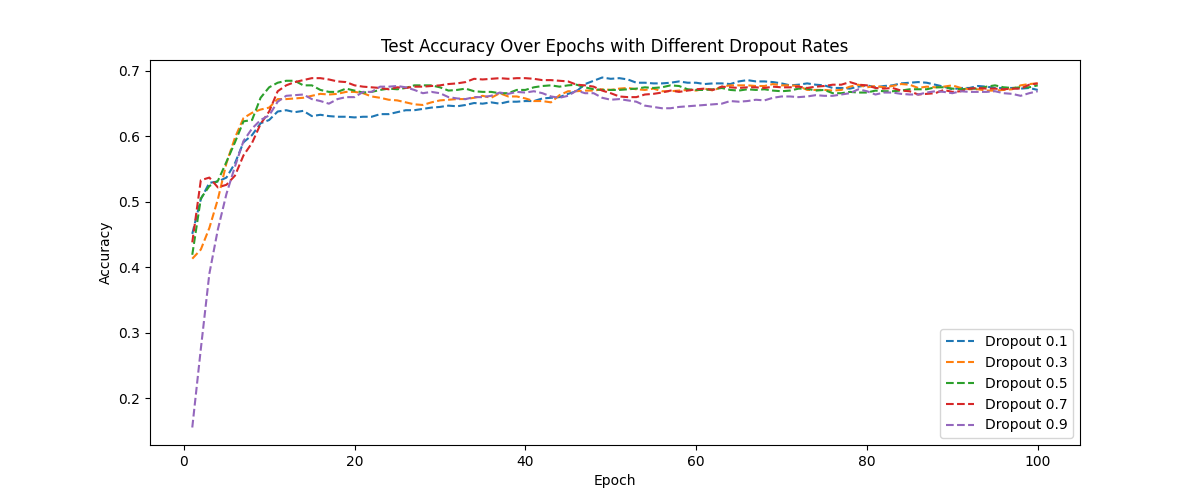 Test Accuracy Over Epochs with Different Dropout Rates
0.7
0.6
0.5
0.4
0.3
0.2
Accuracy
0
20
40
60
80
100
Epoch
Dropout 0.1
Dropout 0.3
Dropout 0.5
Dropout 0.7
Dropout 0.9